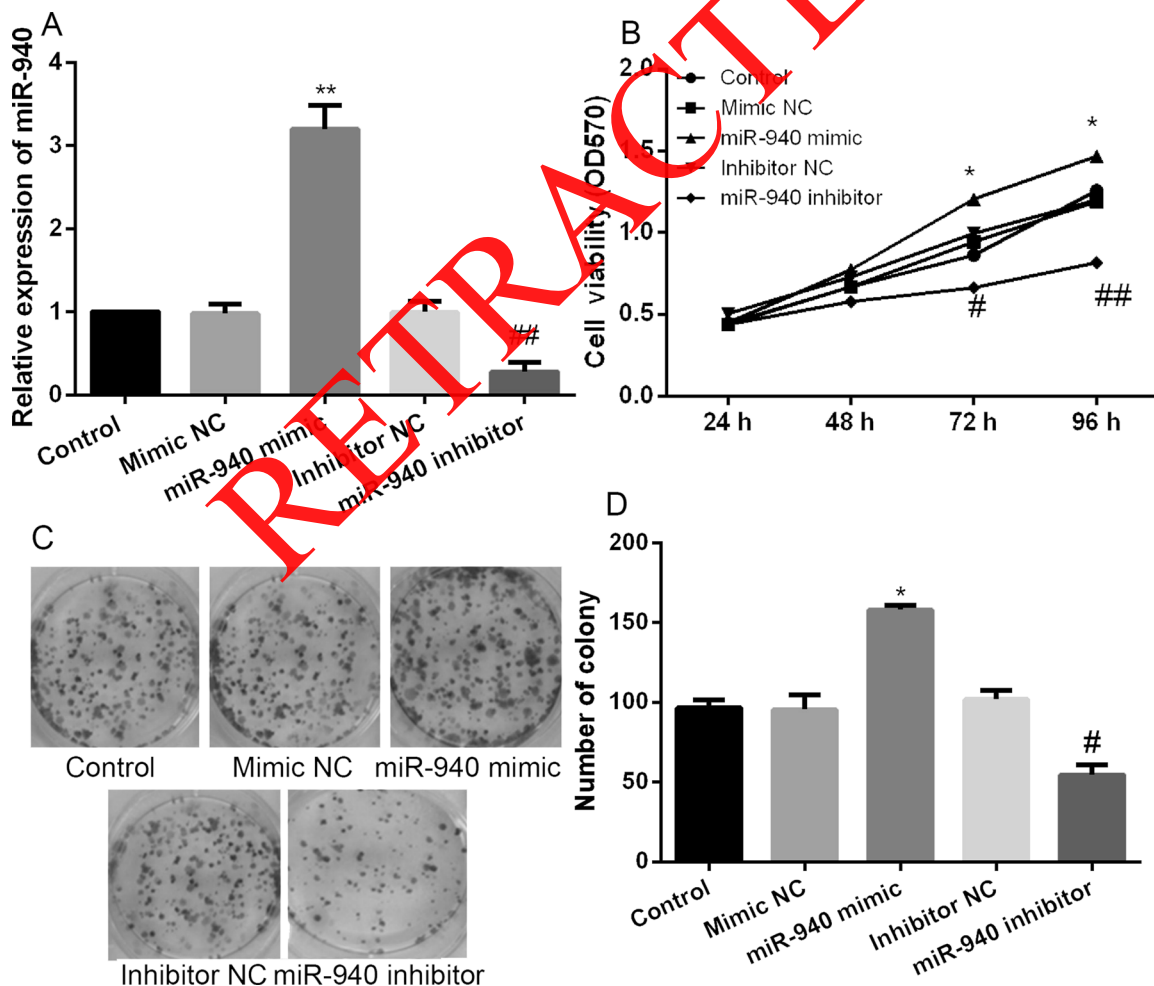 A
Relative expression of miR-940
4
3
2
1
0
**
##
Control
Mimic NC
miR-940 mimic
Inhibitor NC
miR-940 inhibitor
B
Cell viability (OD570)
2.0
1.5
1.0
0.5
0.0
Control
Mimic NC
miR-940 mimic
Inhibitor NC
miR-940 inhibitor
*
*
#
##
24 h
48 h
72 h
96 h
RETRACTE
C
Control
Mimic NC
miR-940 mimic
Inhibitor NC
miR-940 inhibitor
D
Number of colony
200
150
100
50
0
*
#
Control
Mimic NC
miR-940 mimic
Inhibitor NC
miR-940 inhibitor